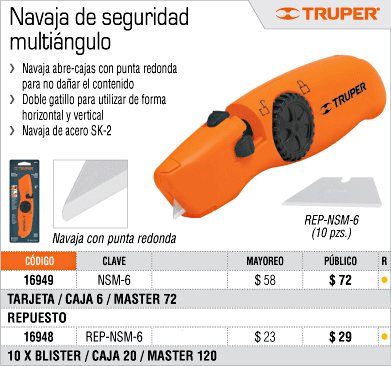 Navaja de seguridad
multiángulo
TRUPER®
Navaja abre-cajas con punta redonda
para no dañar el contenido
Doble gatillo para utilizar de forma
horizontal y vertical
Navaja de acero SK-2
TRUPER
Navaja con punta redonda
REP-NSM-6
(10 pzs.)
CÓDIGO CLAVE MAYOREO PÚBLICO R
16949 NSM-6 $ 58 $ 72
TARJETA / CAJA 6 / MASTER 72
REPUESTO
16948 REP-NSM-6 $ 23 $ 29
10 X BLISTER / CAJA 20 / MASTER 120